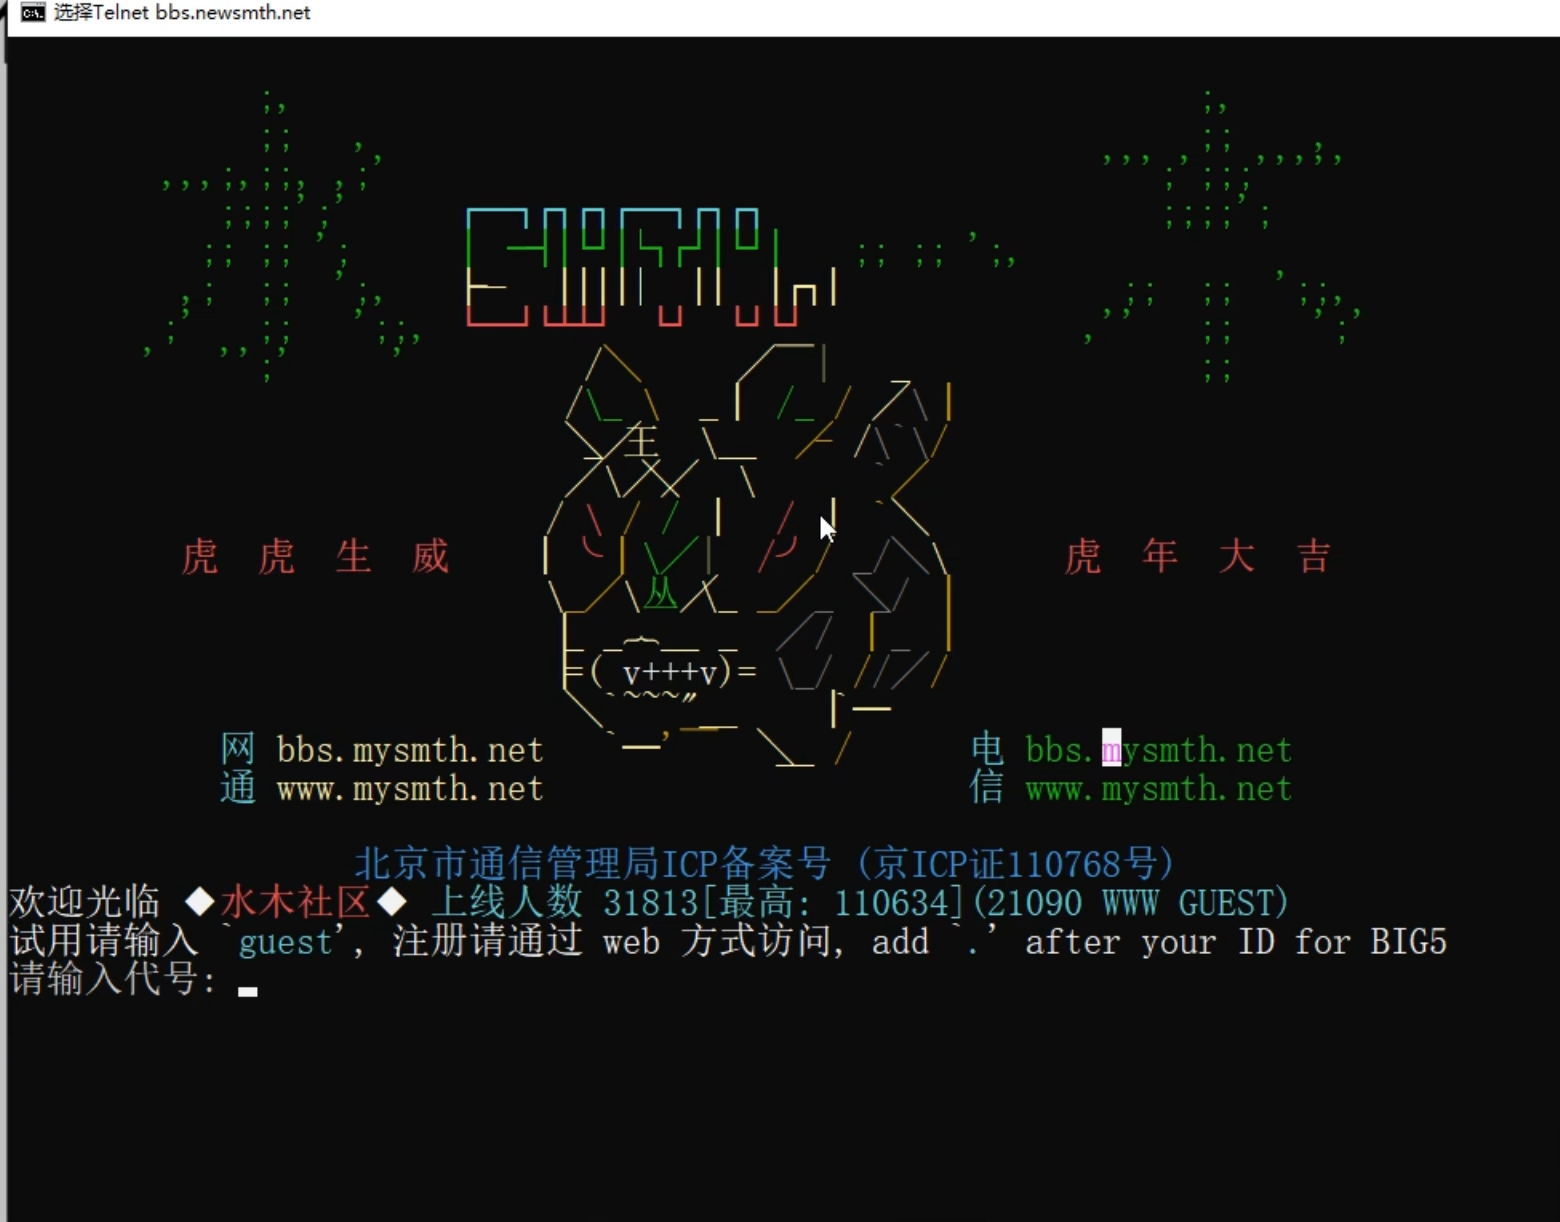 选择Telnet bbs.newsmth.net
水 木
SMTH
王
虎 虎 生 威 虎 年 大 吉
丛
=( v+++v)=
网 bbs.mysmth.net 电 bbs.mysmth.net
通 www.mysmth.net 信 www.mysmth.net
北京市通信管理局ICP备案号 (京ICP证110768号)
欢迎光临 ◆水木社区◆ 上线人数 31813[最高: 110634](21090 WWW GUEST)
试用请输入 `guest', 注册请通过 web 方式访问, add `.' after your ID for BIG5
请输入代号: